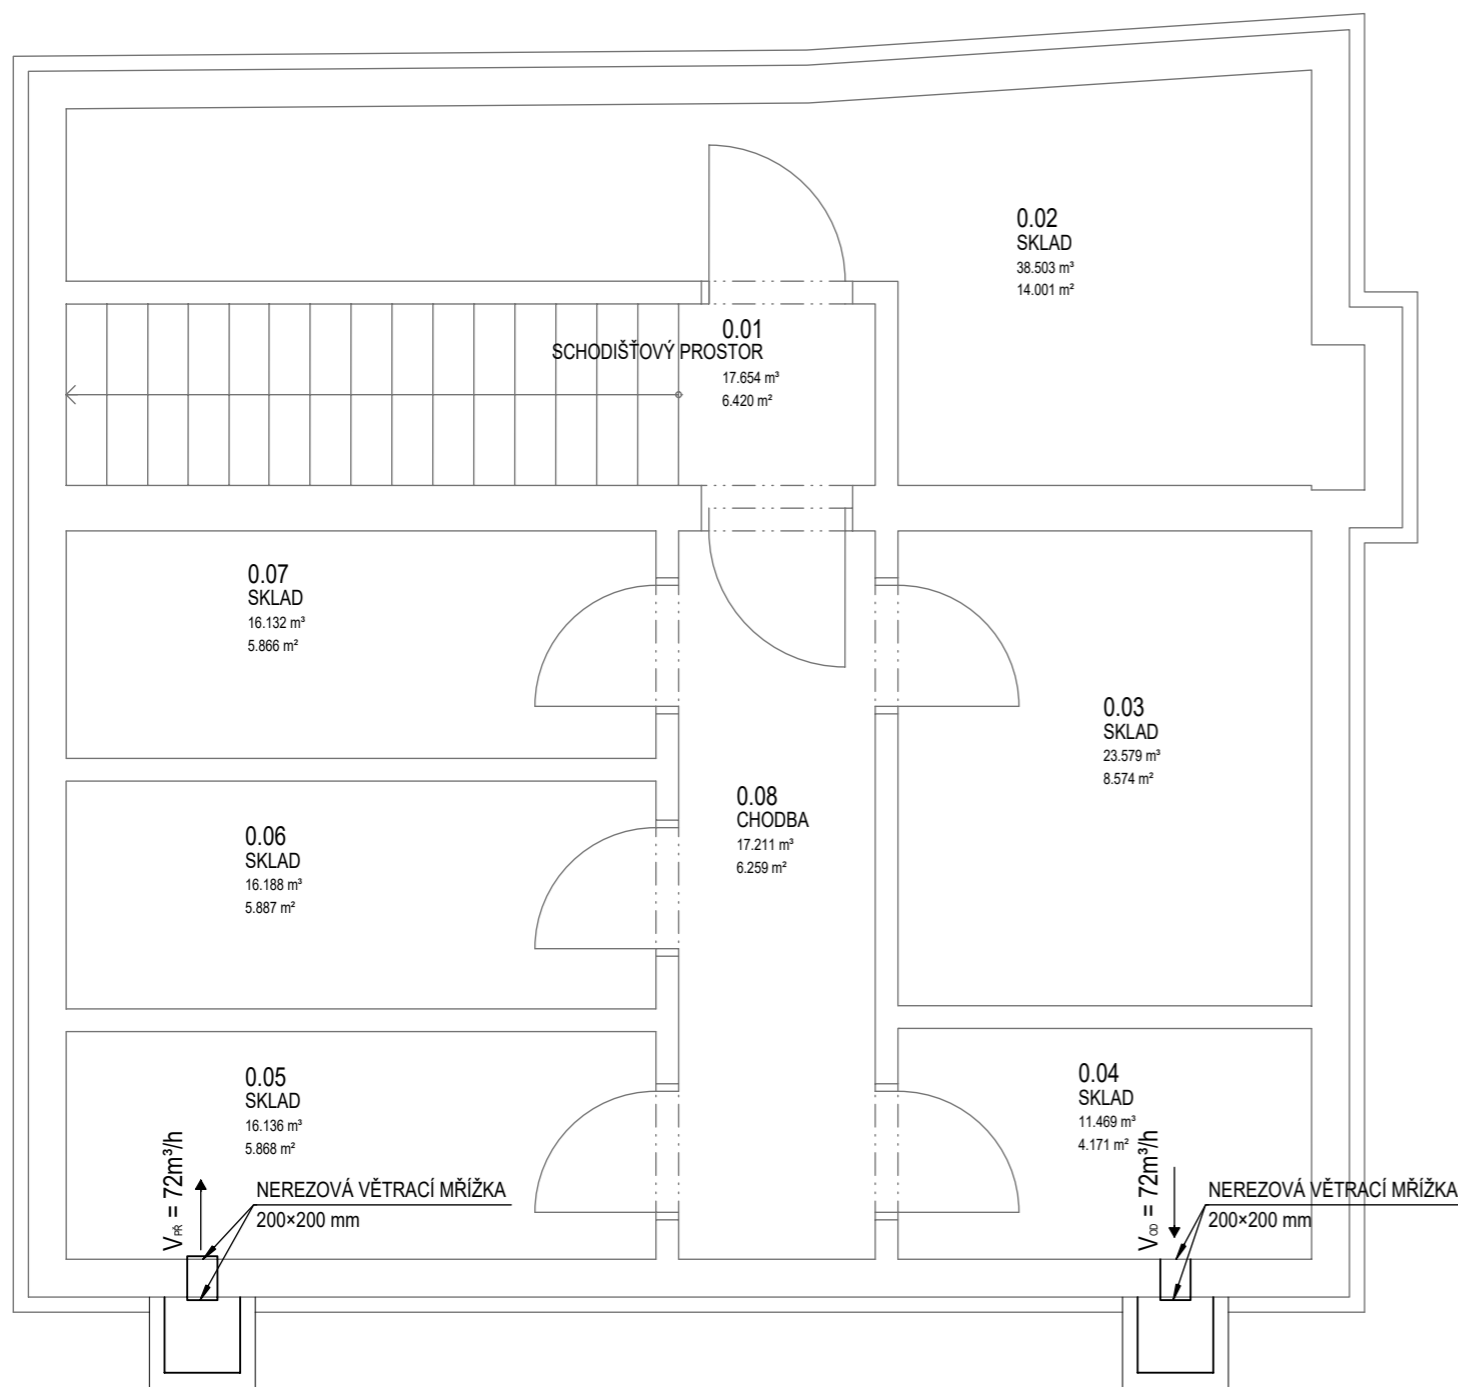 0.02
SKLAD
38.503 m³
14.001 m²
0.01
SCHODIŠŤOVÝ PROSTOR
17.654 m³
6.420 m²
0.07
SKLAD
16.132 m³
5.866 m²
0.03
SKLAD
23.579 m³
8.574 m²
0.08
CHODBA
17.211 m³
6.259 m²
0.06
SKLAD
16.188 m³
5.887 m²
0.05
SKLAD
16.136 m³
5.868 m²
0.04
SKLAD
11.469 m³
4.171 m²
VPŘ = 72m³/h
NEREZOVÁ VĚTRACÍ MŘÍŽKA
200×200 mm
VOD = 72m³/h
NEREZOVÁ VĚTRACÍ MŘÍŽKA
200×200 mm